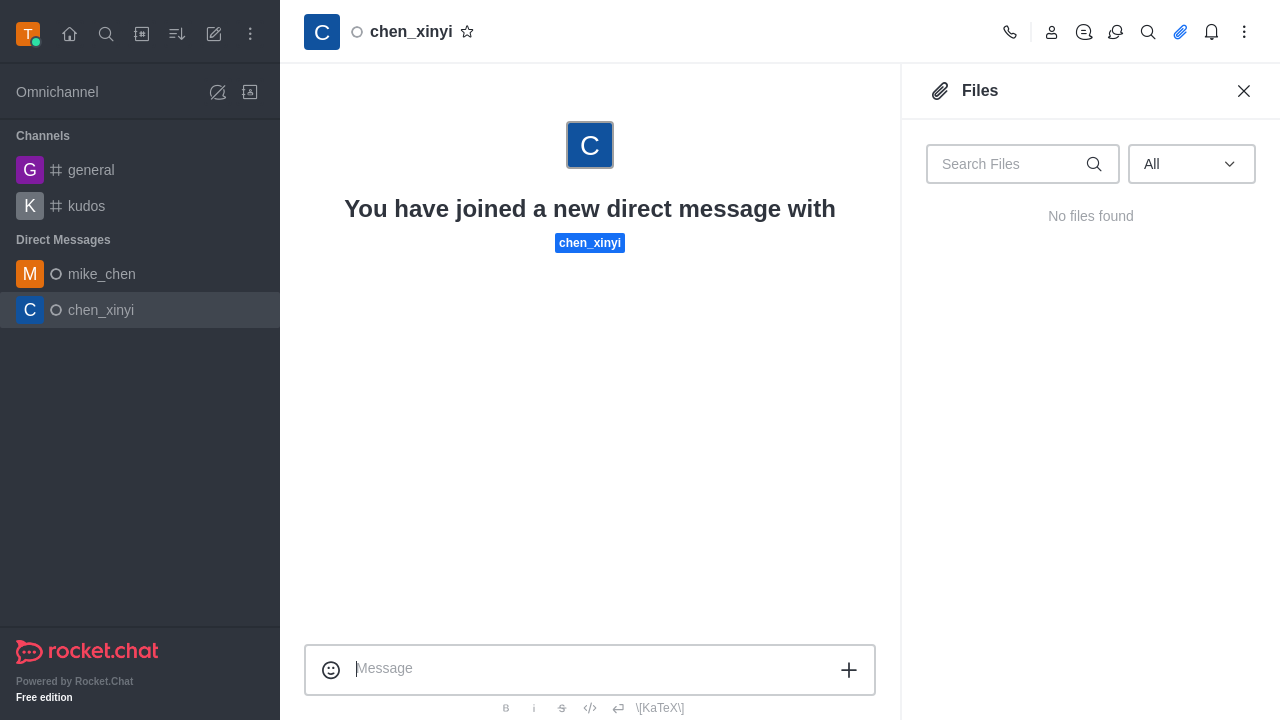 T
Omnichannel
Channels
G general
K kudos
Direct Messages
M mike_chen
C chen_xinyi
rocket.chat
Powered by Rocket.Chat
Free edition
C chen_xinyi
C
You have joined a new direct message with
chen_xinyi
Message
B i S \[KaTeX\]
Files
Search Files
All
No files found